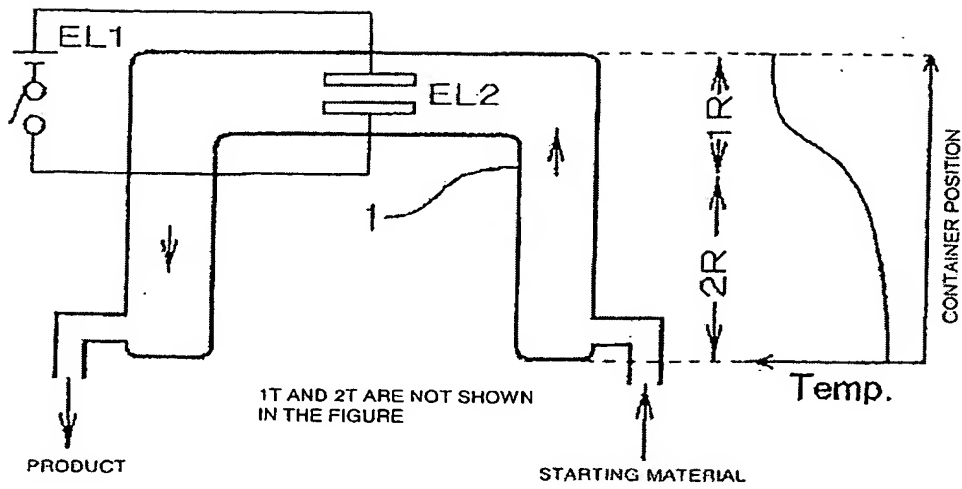 EL1
EL2
1
1R
2R
CONTAINER POSITION
Temp.
1T AND 2T ARE NOT SHOWN
IN THE FIGURE
PRODUCT
STARTING MATERIAL